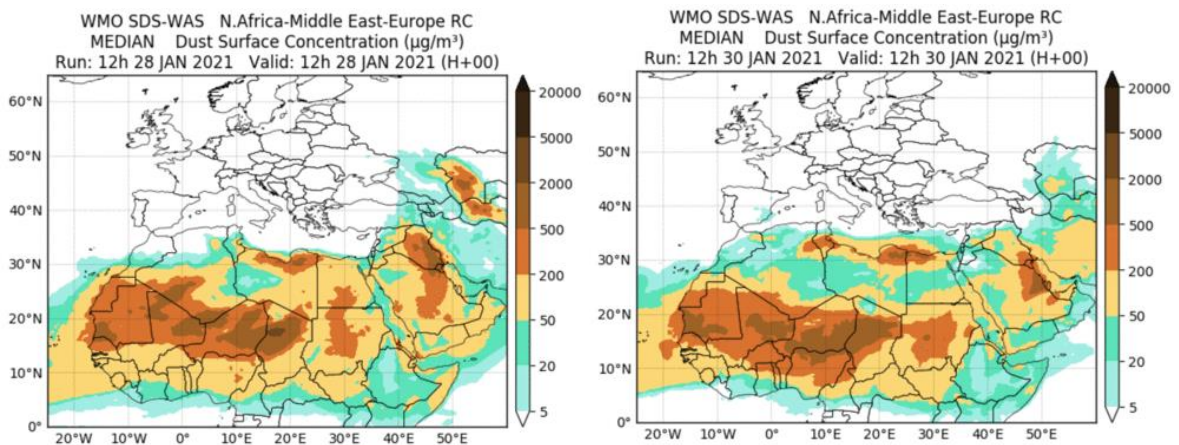 WMO SDS-WAS N.Africa-Middle East-Europe RC
MEDIAN Dust Surface Concentration (µg/m³)
Run: 12h 28 JAN 2021 Valid: 12h 28 JAN 2021 (H+00)
60°N
50°N
40°N
30°N
20°N
10°N
0°
20°W
10°W
0°
10°E
20°E
30°E
40°E
50°E
20000
5000
2000
500
200
50
20
5
WMO SDS-WAS N.Africa-Middle East-Europe RC
MEDIAN Dust Surface Concentration (µg/m³)
Run: 12h 30 JAN 2021 Valid: 12h 30 JAN 2021 (H+00)
60°N
50°N
40°N
30°N
20°N
10°N
0°
20°W
10°W
0°
10°E
20°E
30°E
40°E
50°E
20000
5000
2000
500
200
50
20
5